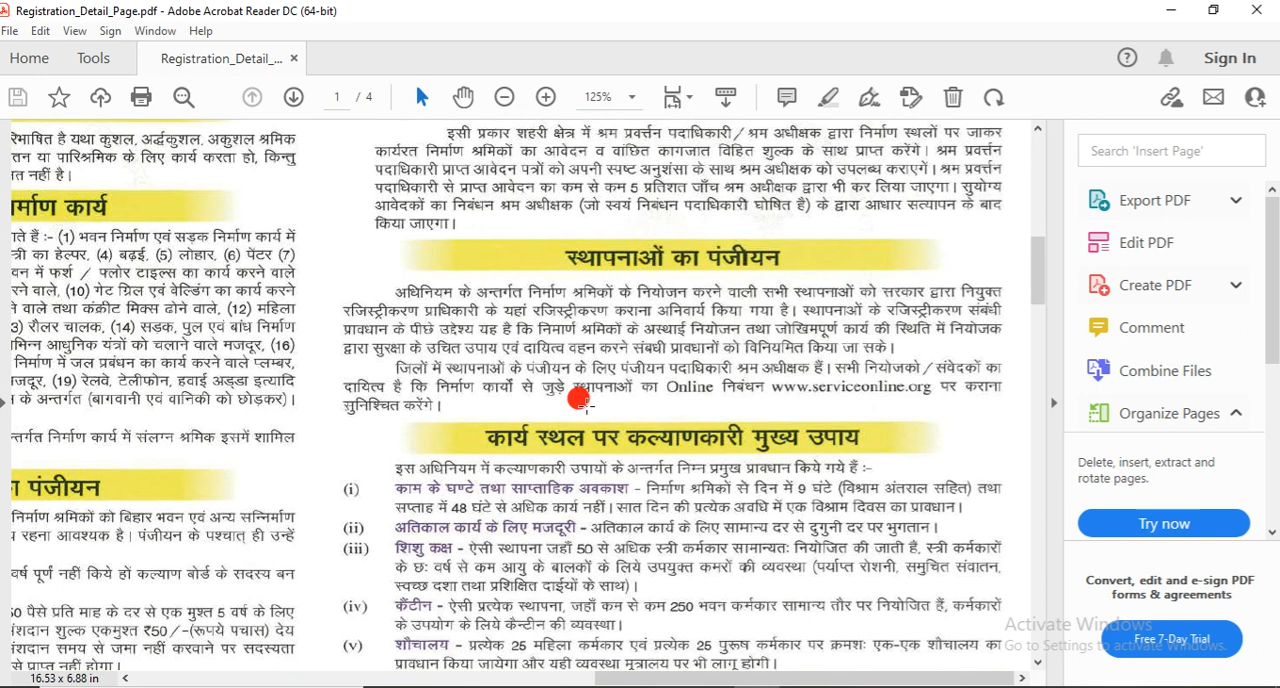 Registration_Detail_Page.pdf - Adobe Acrobat Reader DC (64-bit)
File Edit View Sign Window Help
Home Tools Registration_Detail_... × Sign In
1 / 4 125%
रिभाषित है यथा कुशल, अर्द्धकुशल, अकुशल श्रमिक
तन या पारिश्रमिक के लिए कार्य करता हो, किन्तु
ात नहीं है।
र्माण कार्य
ाते हैं :- (1) भवन निर्माण एवं सड़क निर्माण कार्य में
त्री का हेल्पर, (4) बढ़ई, (5) लोहार, (6) पेंटर (7)
वन में फर्श / फ्लोर टाइल्स का कार्य करने वाले
रने वाले, (10) गेट ग्रिल एवं वेल्डिंग का कार्य करने
वाले तथा कंक्रीट मिक्स ढोने वाले, (12) महिला
3) रौलर चालक, (14) सड़क, पुल एवं बांध निर्माण
भिन्न आधुनिक यंत्रों को चलाने वाले मजदूर, (16)
निर्माण में जल प्रबंधन का कार्य करने वाले प्लम्बर,
जदूर, (19) रेलवे, टेलीफोन, हवाई अड्डा इत्यादि
के अन्तर्गत (बागवानी एवं वानिकी को छोड़कर)।
न्तर्गत निर्माण कार्य में संलग्न श्रमिक इसमें शामिल
ा पंजीयन
निर्माण श्रमिकों को बिहार भवन एवं अन्य सन्निर्माण
रहना आवश्यक है। पंजीयन के पश्चात् ही उन्हें
वर्ष पूर्ण नहीं किये हों कल्याण बोर्ड के सदस्य बन
50 पैसे प्रति माह के दर से एक मुश्त 5 वर्ष के लिए
अंशदान शुल्क एकमुश्त ₹50/-(रूपये पचास) देय
अंशदान समय से जमा नहीं करवाने पर सदस्यता
से प्राप्त नहीं होगा।
16.53 x 6.88 in
इसी प्रकार शहरी क्षेत्र में श्रम प्रवर्त्तन पदाधिकारी/श्रम अधीक्षक द्वारा निर्माण स्थलों पर जाकर
कार्यरत निर्माण श्रमिकों का आवेदन व वांछित कागजात विहित शुल्क के साथ प्राप्त करेंगे। श्रम प्रवर्त्तन
पदाधिकारी प्राप्त आवेदन पत्रों को अपनी स्पष्ट अनुशंसा के साथ श्रम अधीक्षक को उपलब्ध कराएगें। श्रम प्रवर्त्तन
पदाधिकारी से प्राप्त आवेदन का कम से कम 5 प्रतिशत जाँच श्रम अधीक्षक द्वारा भी कर लिया जाएगा। सुयोग्य
आवेदकों का निबंधन श्रम अधीक्षक (जो स्वयं निबंधन पदाधिकारी घोषित है) के द्वारा आधार सत्यापन के बाद
किया जाएगा।
स्थापनाओं का पंजीयन
अधिनियम के अन्तर्गत निर्माण श्रमिकों के नियोजन करने वाली सभी स्थापनाओं को सरकार द्वारा नियुक्त
रजिस्ट्रीकरण प्राधिकारी के यहां रजिस्ट्रीकरण कराना अनिवार्य किया गया है। स्थापनाओं के रजिस्ट्रीकरण संबंधी
प्रावधान के पीछे उद्देश्य यह है कि निमार्ण श्रमिकों के अस्थाई नियोजन तथा जोखिमपूर्ण कार्य की स्थिति में नियोजक
द्वारा सुरक्षा के उचित उपाय एवं दायित्व वहन करने संबधी प्रावधानों को विनियमित किया जा सके।
जिलों में स्थापनाओं के पंजीयन के लिए पंजीयन पदाधिकारी श्रम अधीक्षक हैं। सभी नियोजको/संवेदकों का
दायित्व है कि निर्माण कार्यो से जुड़े स्थापनाओं का Online निबंधन www.serviceonline.org पर कराना
सुनिश्चित करेंगे।
कार्य स्थल पर कल्याणकारी मुख्य उपाय
इस अधिनियम में कल्याणकारी उपायों के अन्तर्गत निम्न प्रमुख प्रावधान किये गये हैं :-
(i) काम के घण्टे तथा साप्ताहिक अवकाश - निर्माण श्रमिकों से दिन में 9 घंटे (विश्राम अंतराल सहित) तथा
सप्ताह में 48 घंटे से अधिक कार्य नहीं। सात दिन की प्रत्येक अवधि में एक विश्राम दिवस का प्रावधान।
(ii) अतिकाल कार्य के लिए मजदूरी - अतिकाल कार्य के लिए सामान्य दर से दुगुनी दर पर भुगतान।
(iii) शिशु कक्ष - ऐसी स्थापना जहाँ 50 से अधिक स्त्री कर्मकार सामान्यतः नियोजित की जाती हैं, स्त्री कर्मकारों
के छः वर्ष से कम आयु के बालकों के लिये उपयुक्त कमरों की व्यवस्था (पर्याप्त रोशनी, समुचित संवातन,
स्वच्छ दशा तथा प्रशिक्षित दाईयों के साथ)।
(iv) कैंटीन - ऐसी प्रत्येक स्थापना, जहाँ कम से कम 250 भवन कर्मकार सामान्य तौर पर नियोजित हैं, कर्मकारों
के उपयोग के लिये कैन्टीन की व्यवस्था।
(v) शौचालय - प्रत्येक 25 महिला कर्मकार एवं प्रत्येक 25 पुरूष कर्मकार पर क्रमशः एक-एक शौचालय का
प्रावधान किया जायेगा और यही व्यवस्था मूत्रालय पर भी लागू होगी।
Search 'Insert Page'
Export PDF
Edit PDF
Create PDF
Comment
Combine Files
Organize Pages
Delete, insert, extract and
rotate pages.
Try now
Convert, edit and e-sign PDF
forms & agreements
Free 7-Day Trial
Activate Windows
Go to Settings to activate Windows.